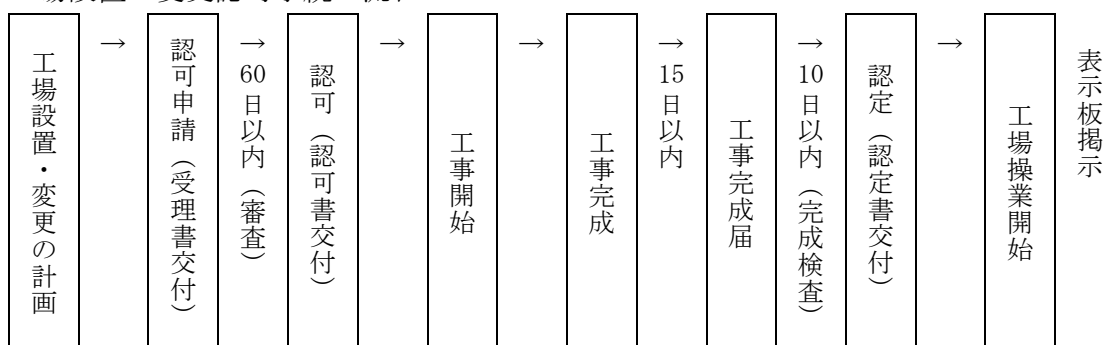 工場設置・変更の計画
→
認可申請（受理書交付）
→
60日以内（審査）
認可（認可書交付）
→
工事開始
→
工事完成
→
15日以内
工事完成届
→
10日以内（完成検査）
認定（認定書交付）
→
工場操業開始
表示板掲示